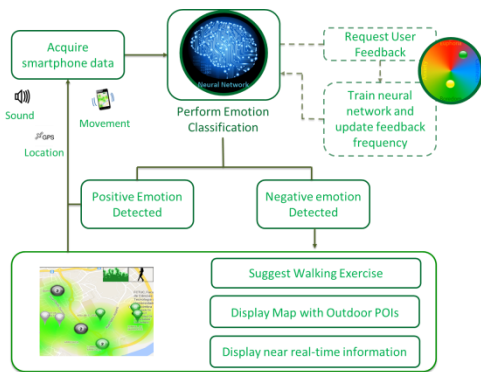 Acquire
smartphone data
Neural Network
Perform Emotion
Classification
Request User
Feedback
Train neural
network and
update feedback
frequency
Sound
Movement
GPS
Location
Positive Emotion
Detected
Negative emotion
Detected
Suggest Walking Exercise
Display Map with Outdoor POIs
Display near real-time information